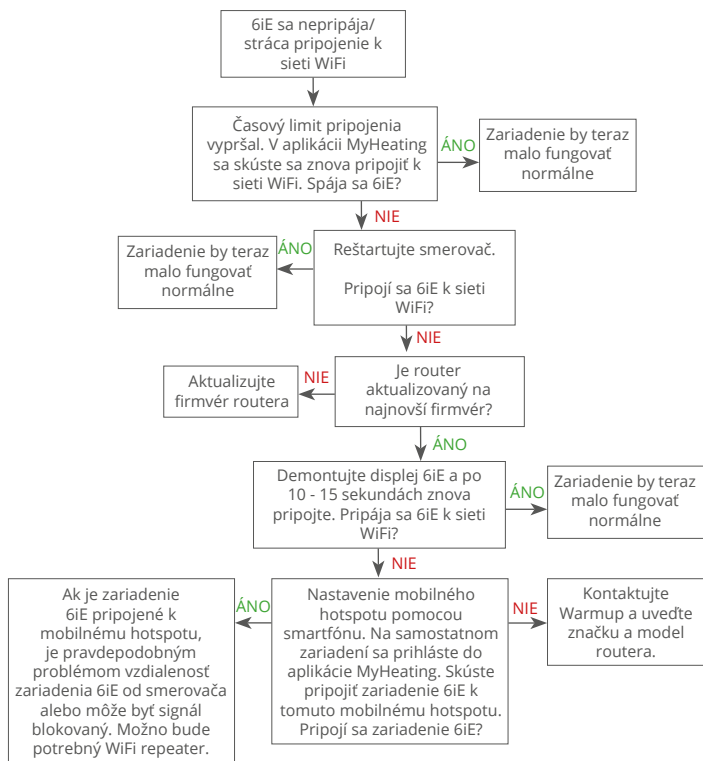 6iE sa nepripája/
stráca pripojenie k
sieti WiFi
Časový limit pripojenia
vypršal. V aplikácii MyHeating
sa skúste sa znova pripojiť k
sieti WiFi. Spája sa 6iE?
ÁNO
Zariadenie by teraz
malo fungovať
normálne
NIE
Reštartujte smerovač.
Pripojí sa 6iE k sieti
WiFi?
ÁNO
Zariadenie by teraz
malo fungovať
normálne
NIE
Je router
aktualizovaný na
najnovší firmvér?
NIE
Aktualizujte
firmvér routera
ÁNO
Demontujte displej 6iE a po
10 - 15 sekundách znova
pripojte. Pripája sa 6iE k sieti
WiFi?
ÁNO
Zariadenie by teraz
malo fungovať
normálne
NIE
Nastavenie mobilného
hotspotu pomocou
smartfónu. Na samostatnom
zariadení sa prihláste do
aplikácie MyHeating. Skúste
pripojiť zariadenie 6iE k
tomuto mobilnému hotspotu.
Pripojí sa zariadenie 6iE?
ÁNO
Ak je zariadenie
6iE pripojené k
mobilnému hotspotu,
je pravdepodobným
problémom vzdialenosť
zariadenia 6iE od smerovača
alebo môže byť signál
blokovaný. Možno bude
potrebný WiFi repeater.
NIE
Kontaktujte
Warmup a uveďte
značku a model
routera.